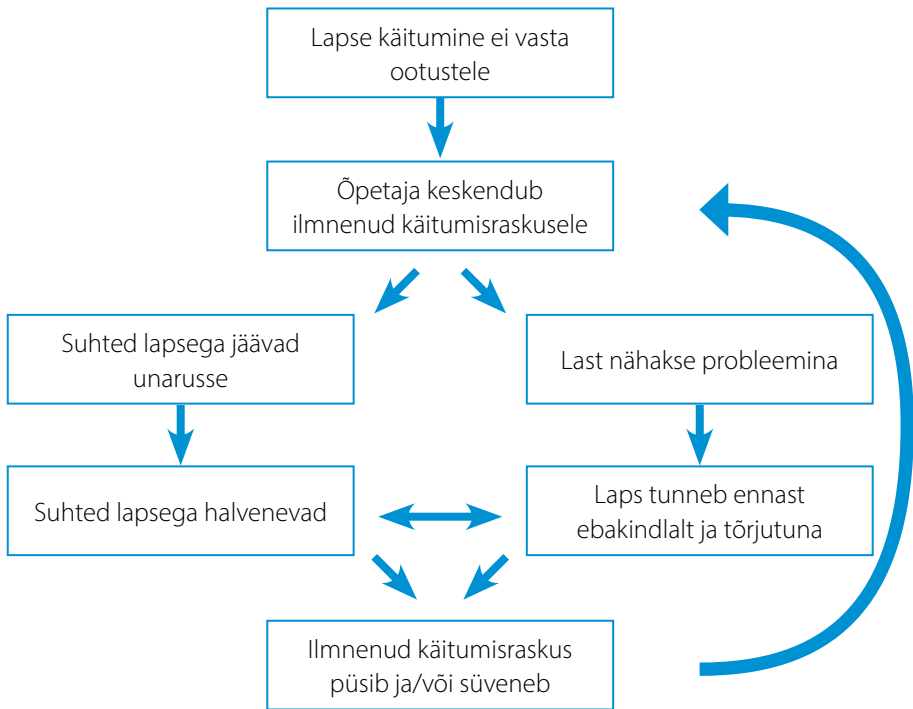 Lapse käitumine ei vasta
ootustele
Õpetaja keskendub
ilmnenud käitumisraskusele
Suhted lapsega jäävad
unarusse
Last nähakse probleemina
Suhted lapsega halvenevad
Laps tunneb ennast
ebakindlalt ja tõrjutuna
Ilmnenud käitumisraskus
püsib ja/või süveneb